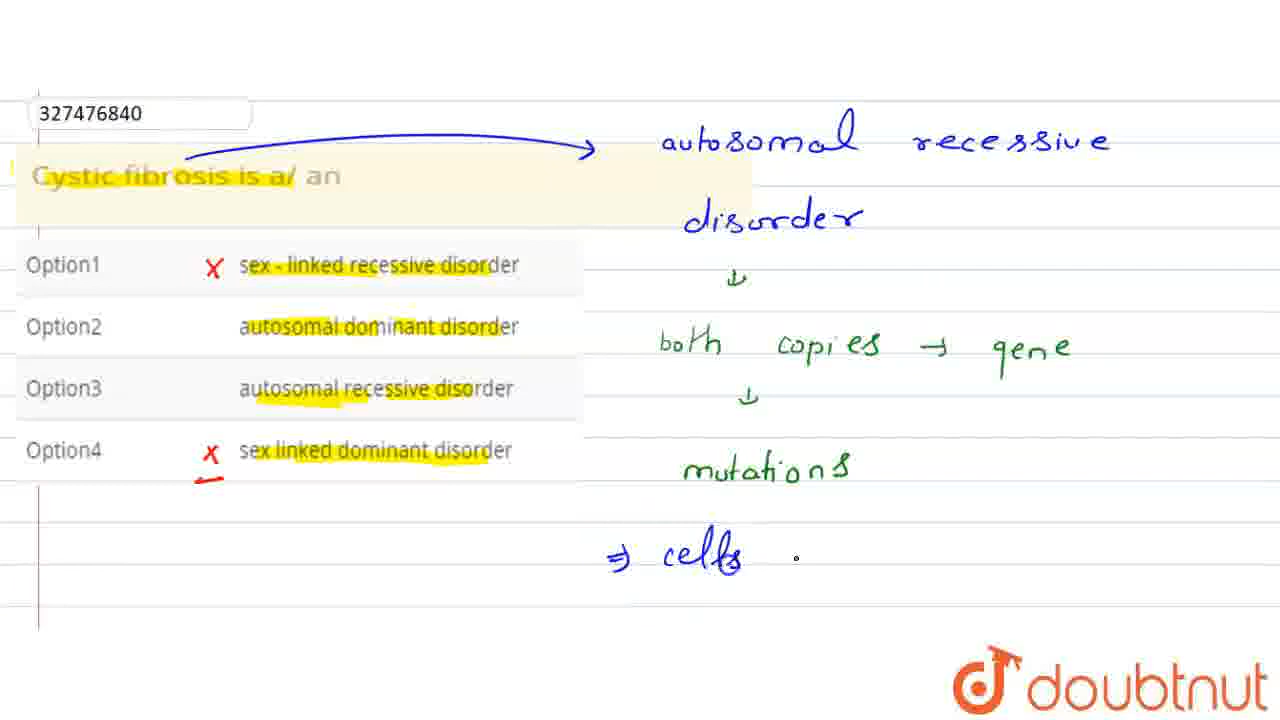 327476840
Cystic fibrosis is a/ an
Option1 X sex - linked recessive disorder
Option2 autosomal dominant disorder
Option3 autosomal recessive disorder
Option4 X sex linked dominant disorder
autosomal recessive
disorder
↓
both copies → gene
↓
mutations
⇒ cells
doubtnut